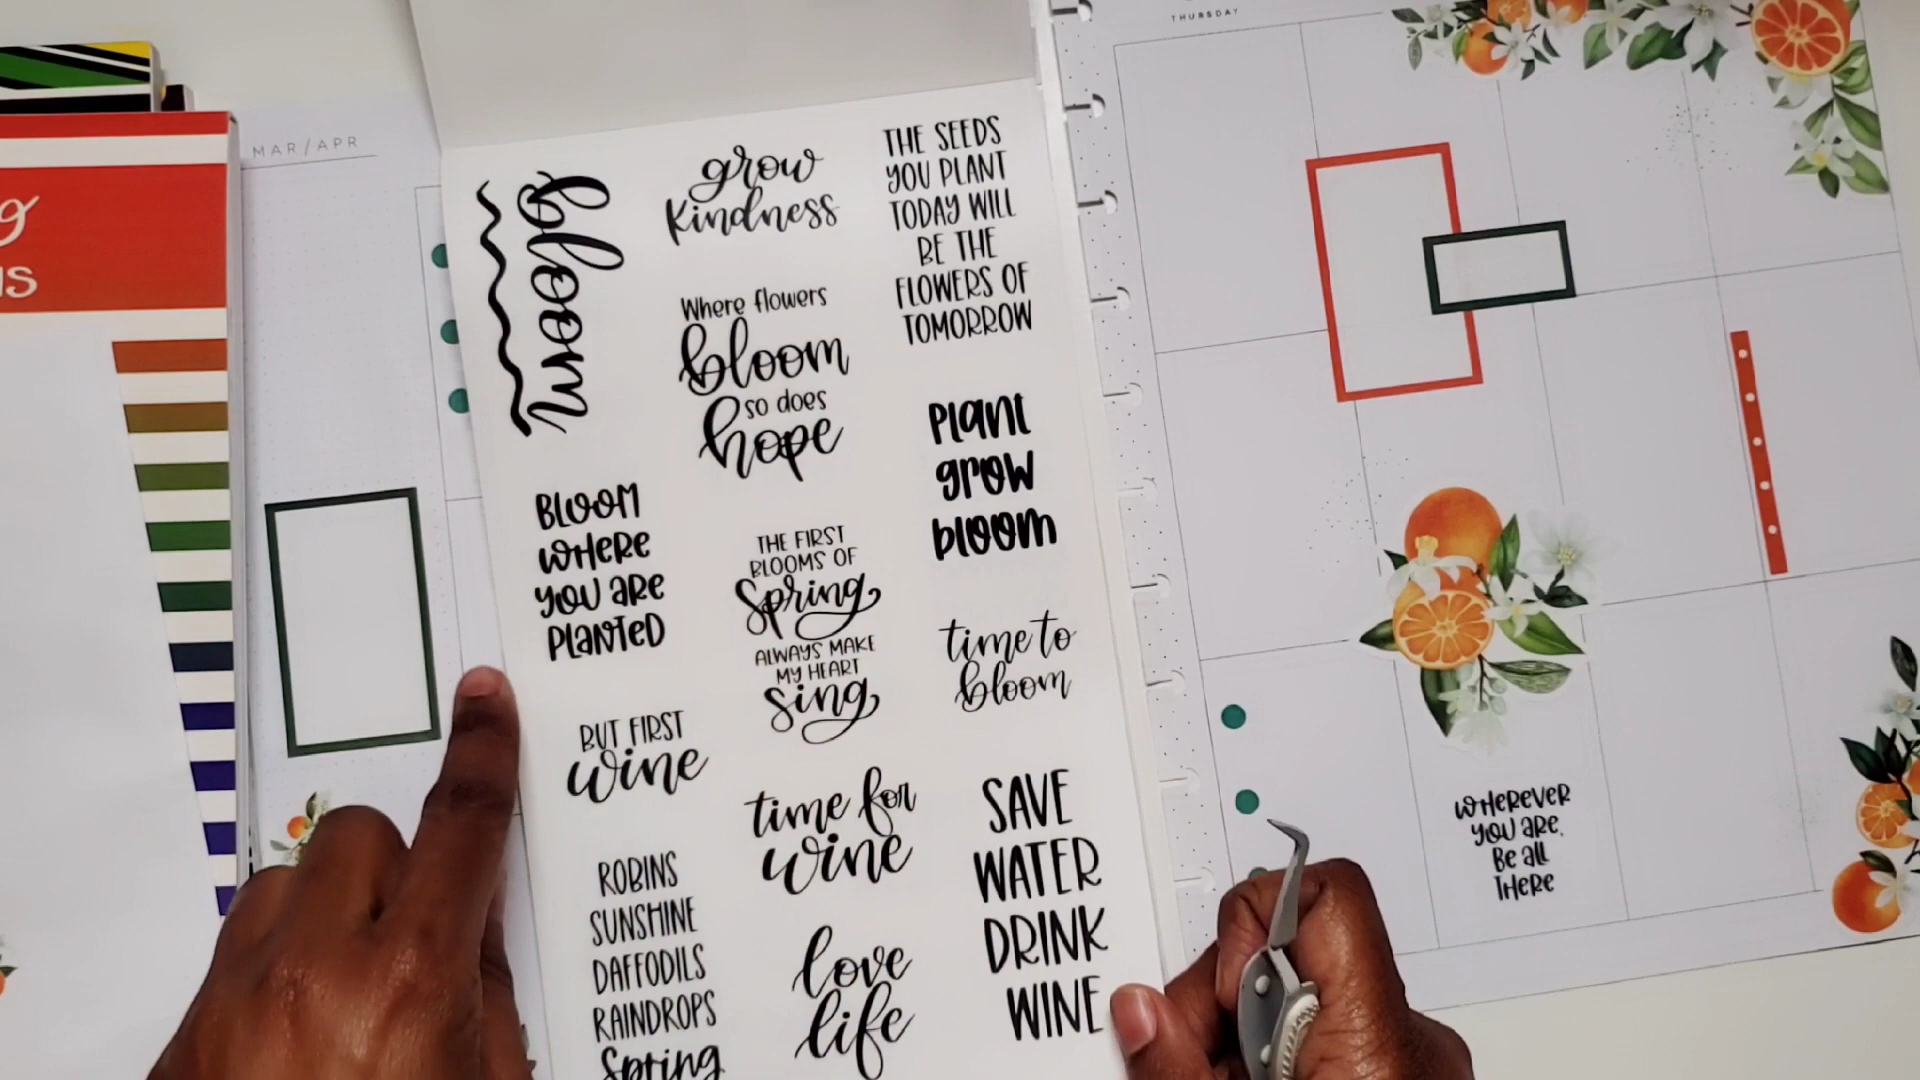 THURSDAY
MAR/APR
bloom
grow
kindness
THE SEEDS
YOU PLANT
TODAY WILL
BE THE
FLOWERS OF
TOMORROW
Where flowers
bloom
so does
hope
plant
grow
bloom
BLOOM
WHERE
YOU ARE
PLANTED
THE FIRST
BLOOMS OF
Spring
ALWAYS MAKE
MY HEART
sing
time to
bloom
BUT FIRST
wine
time for
wine
SAVE
WATER
DRINK
WINE
ROBINS
SUNSHINE
DAFFODILS
RAINDROPS
Spring
love
life
WHEREVER
YOU ARE,
Be all
THERE